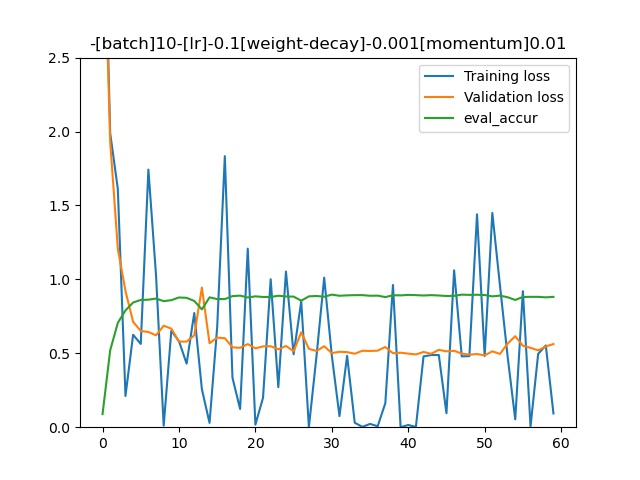 -[batch]10-[lr]-0.1[weight-decay]-0.001[momentum]0.01
Training loss
Validation loss
eval_accur
2.5
2.0
1.5
1.0
0.5
0.0
0 10 20 30 40 50 60